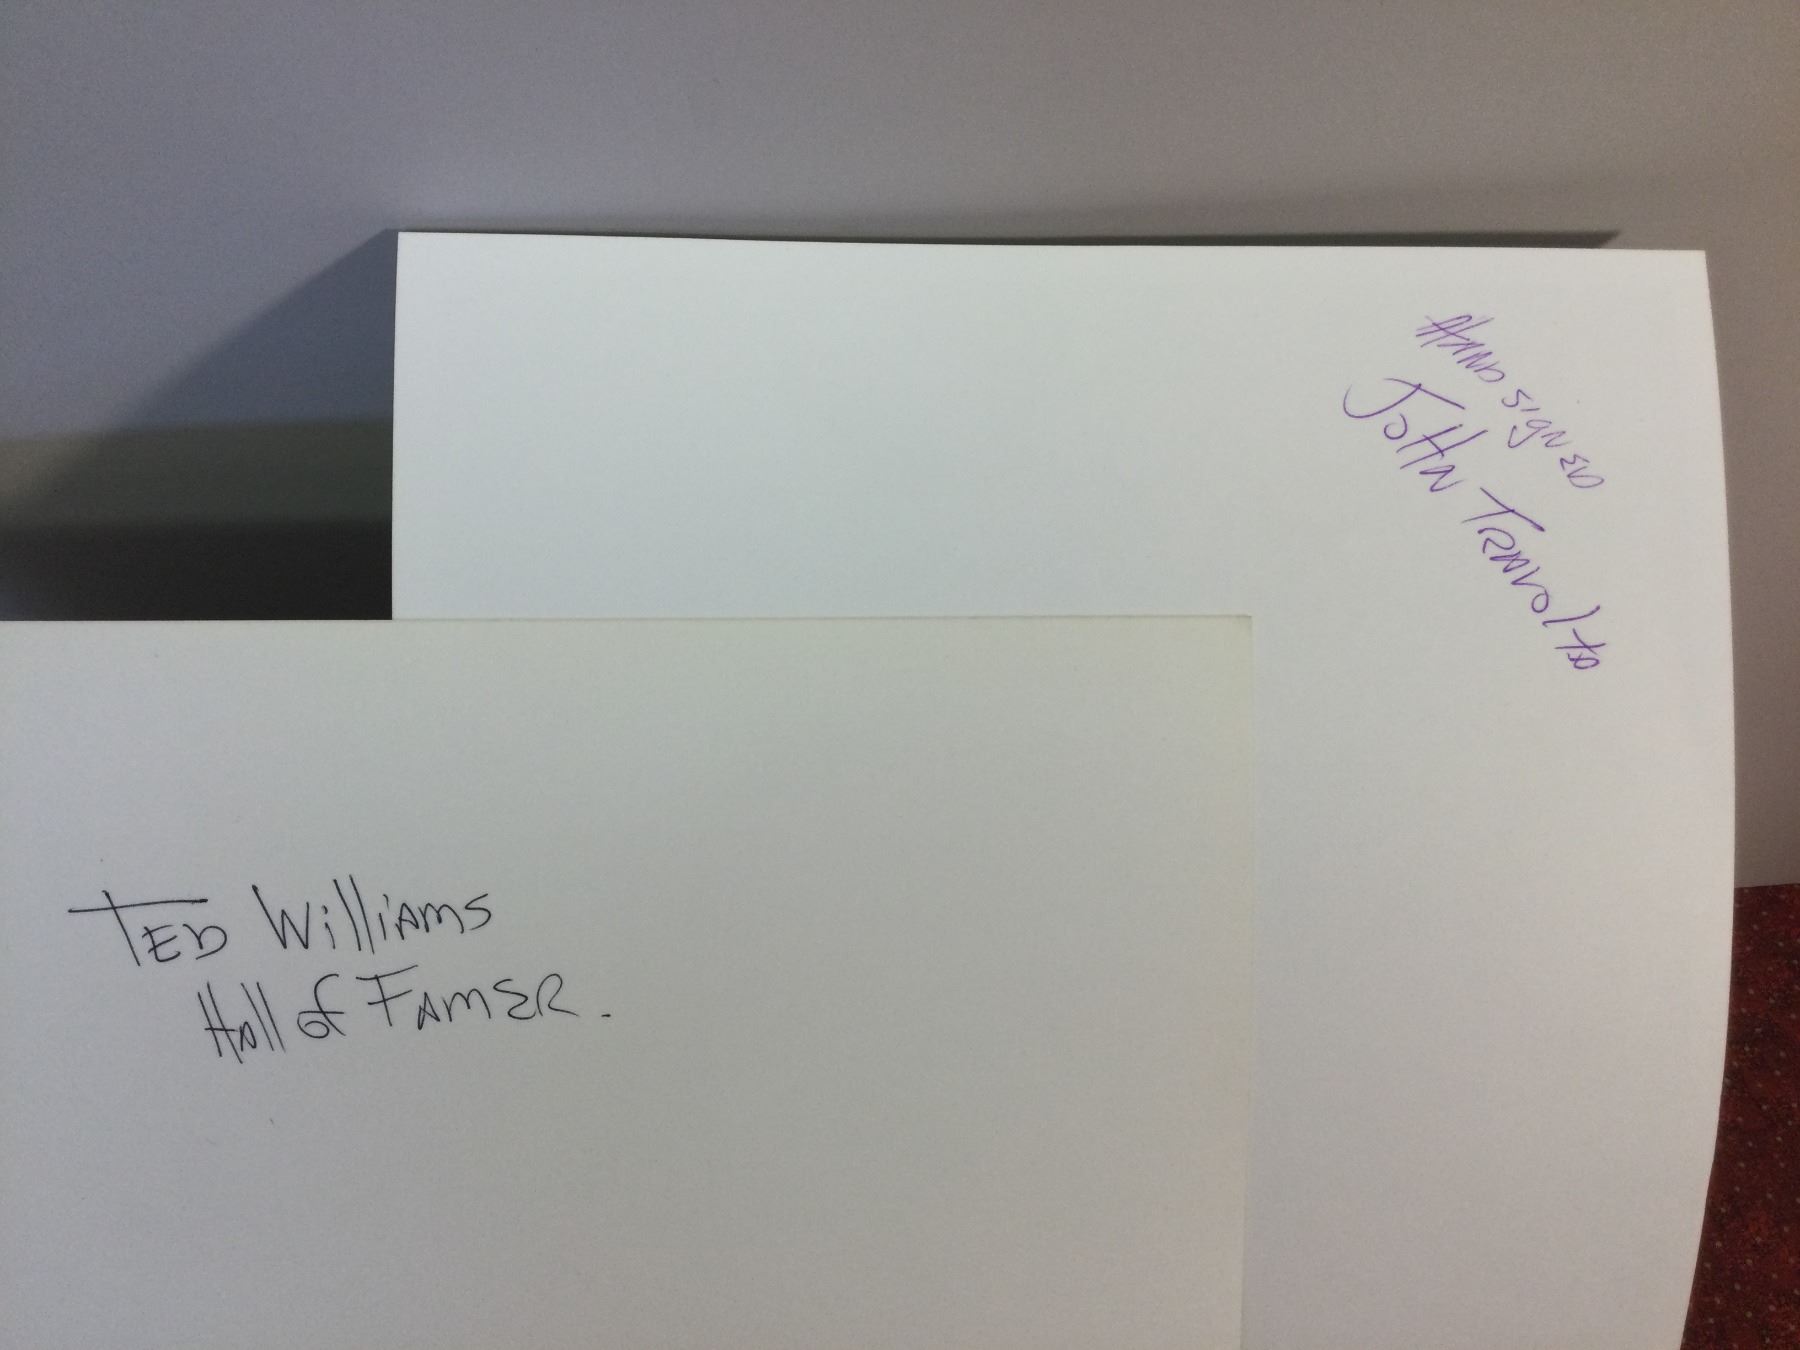 HAND SIGNED
JOHN TRAVolta
TED WilliAMS
HAll of FAMER.